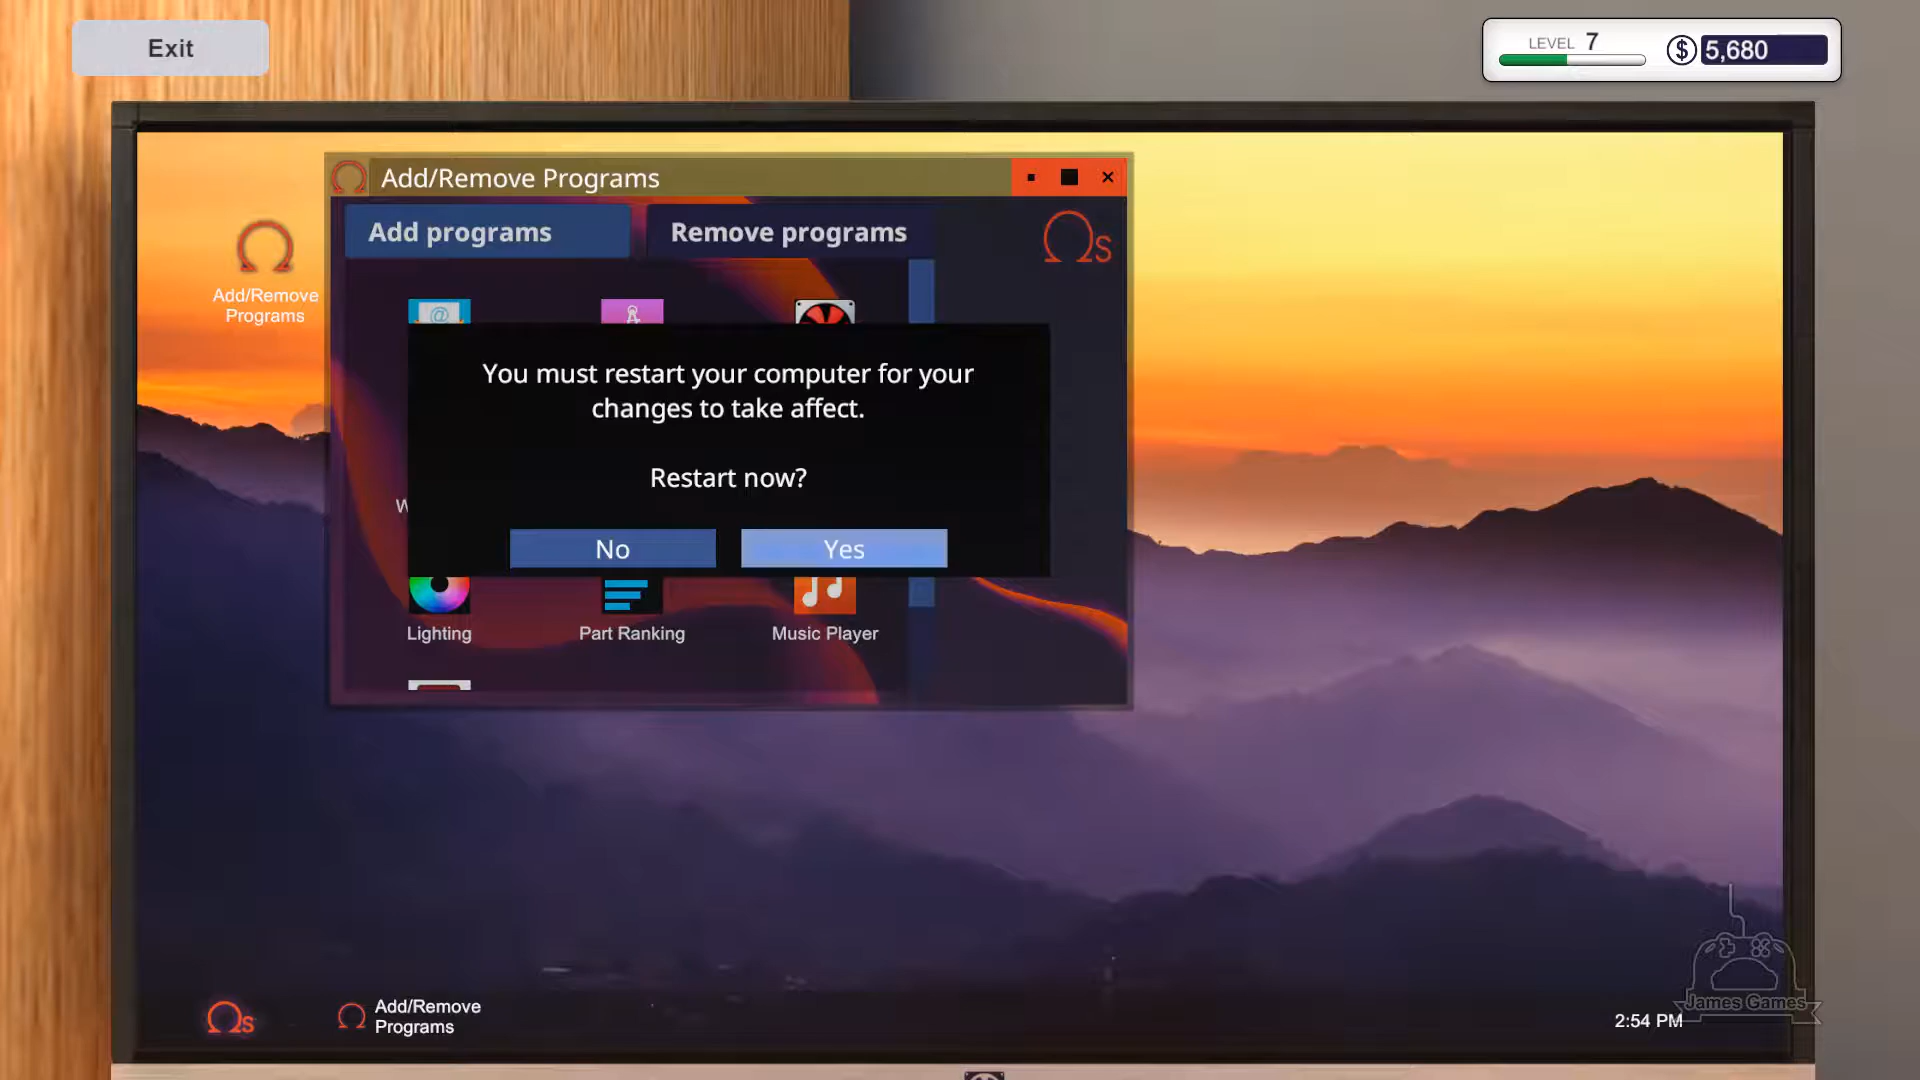 Exit
LEVEL 7
$ 5,680
Add/Remove Programs
Add programs
Remove programs
Ωs
Add/Remove
Programs
@
You must restart your computer for your
changes to take affect.
Restart now?
W
No
Yes
Lighting
Part Ranking
Music Player
Ωs
Add/Remove
Programs
James Games
2:54 PM